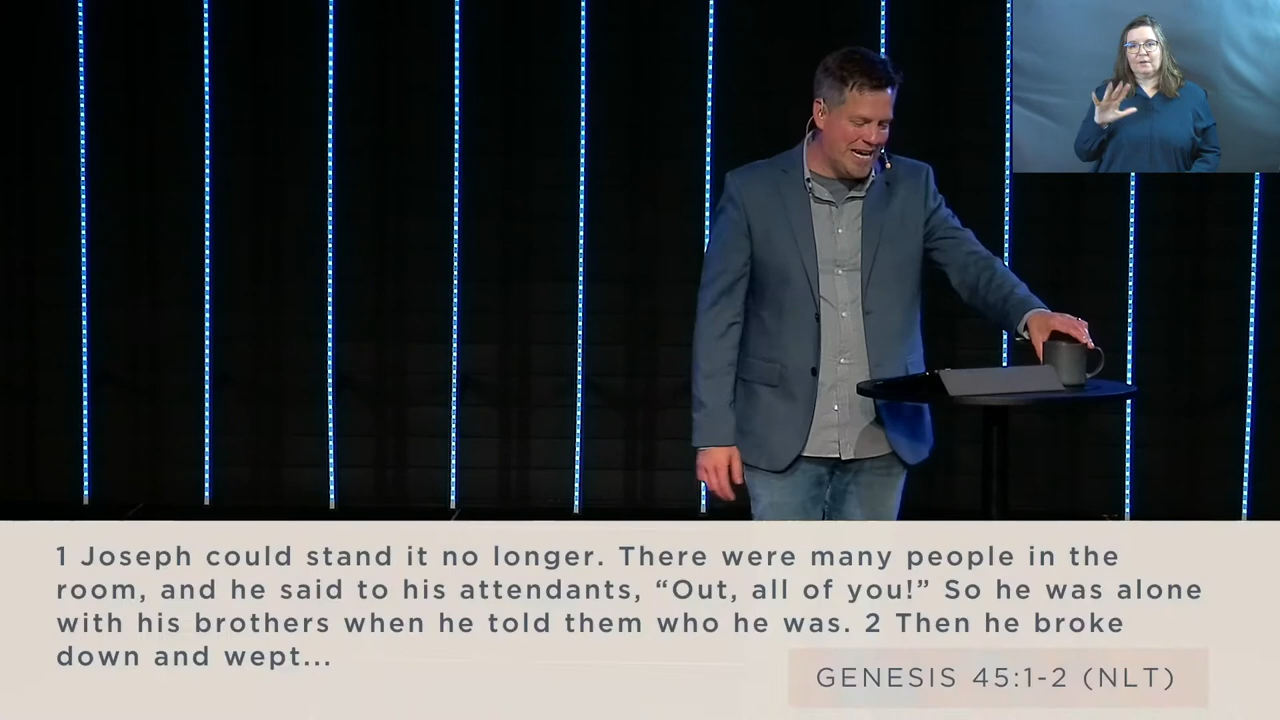 1 Joseph could stand it no longer. There were many people in the
room, and he said to his attendants, “Out, all of you!” So he was alone
with his brothers when he told them who he was. 2 Then he broke
down and wept...
GENESIS 45:1-2 (NLT)